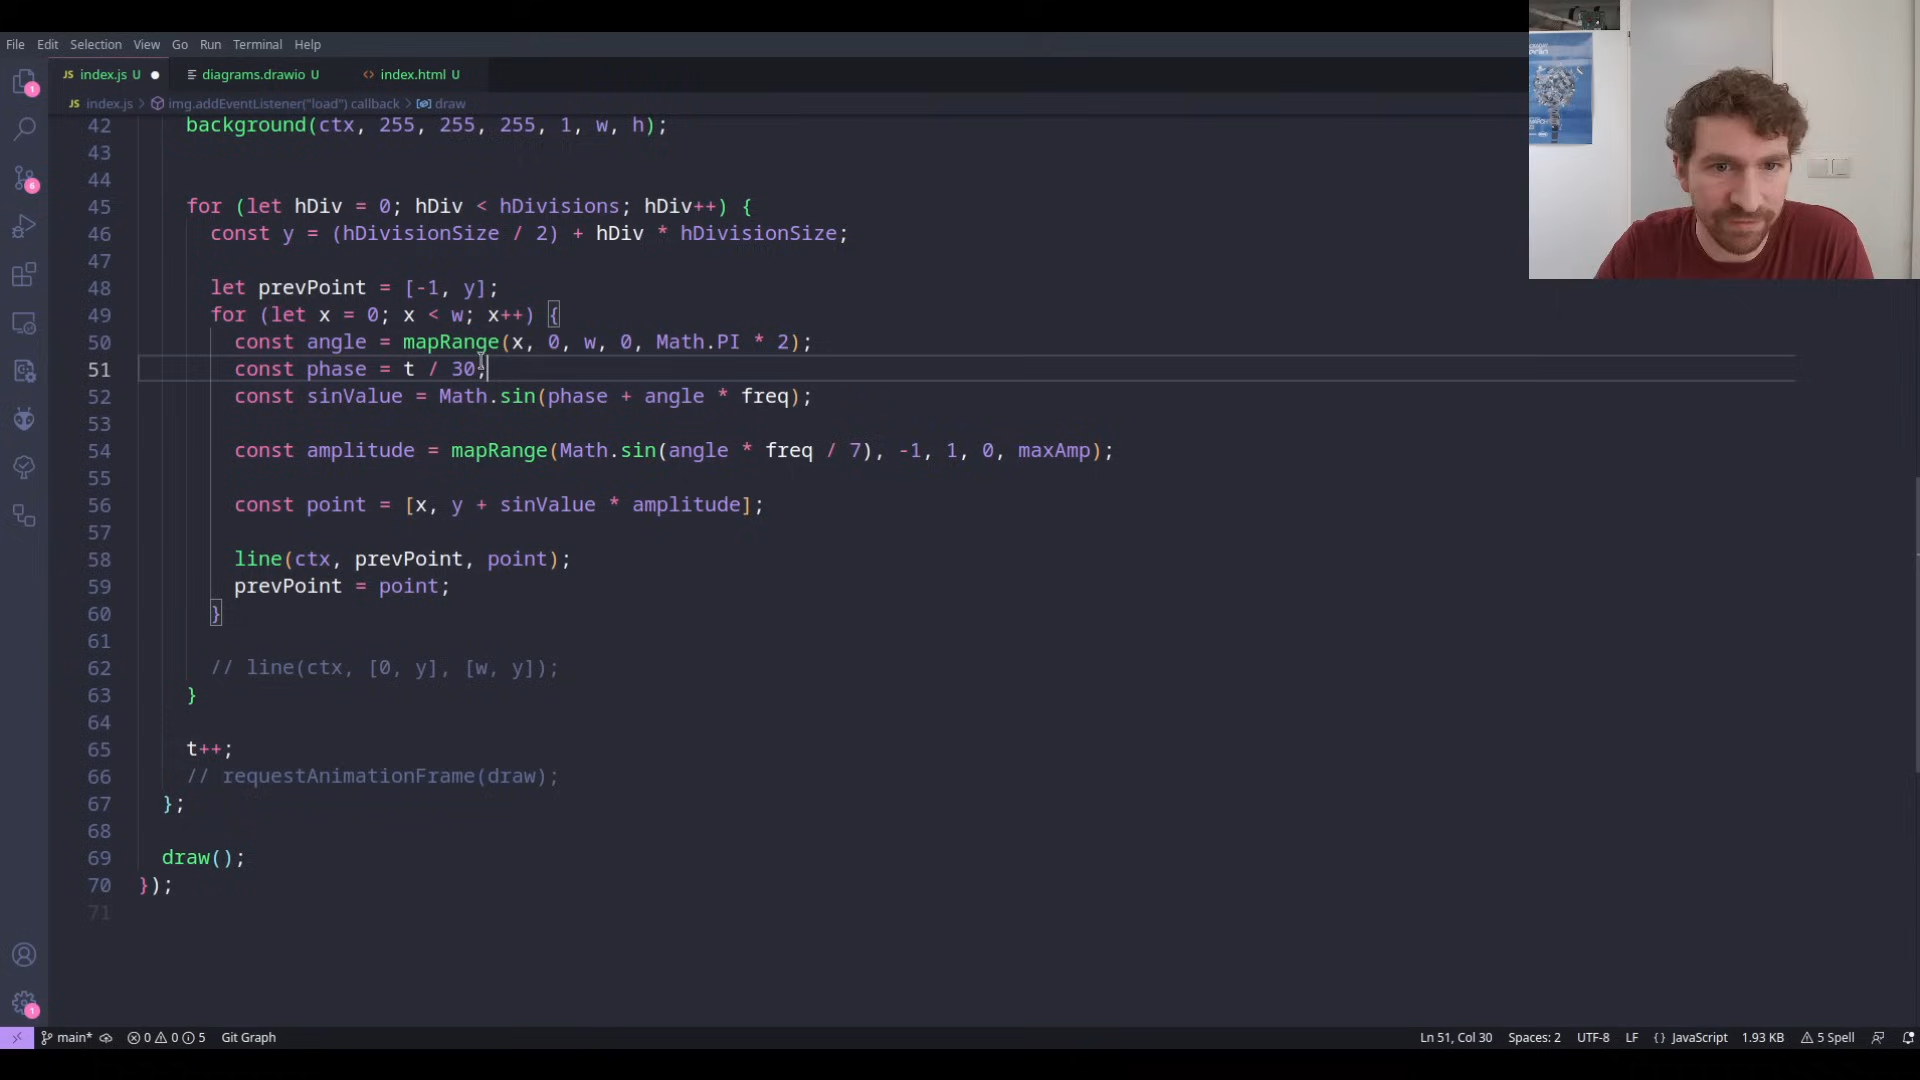 File Edit Selection View Go Run Terminal Help
JS index.js U diagrams.drawio U <> index.html U
JS index.js > img.addEventListener("load") callback > draw
42 background(ctx, 255, 255, 255, 1, w, h);
43
44
45 for (let hDiv = 0; hDiv < hDivisions; hDiv++) {
46 const y = (hDivisionSize / 2) + hDiv * hDivisionSize;
47
48 let prevPoint = [-1, y];
49 for (let x = 0; x < w; x++) {
50 const angle = mapRange(x, 0, w, 0, Math.PI * 2);
51 const phase = t / 30;
52 const sinValue = Math.sin(phase + angle * freq);
53
54 const amplitude = mapRange(Math.sin(angle * freq / 7), -1, 1, 0, maxAmp);
55
56 const point = [x, y + sinValue * amplitude];
57
58 line(ctx, prevPoint, point);
59 prevPoint = point;
60 }
61
62 // line(ctx, [0, y], [w, y]);
63 }
64
65 t++;
66 // requestAnimationFrame(draw);
67 };
68
69 draw();
70 });
71
1
6
1
main* 0 0 5 Git Graph Ln 51, Col 30 Spaces: 2 UTF-8 LF {} JavaScript 1.93 KB 5 Spell